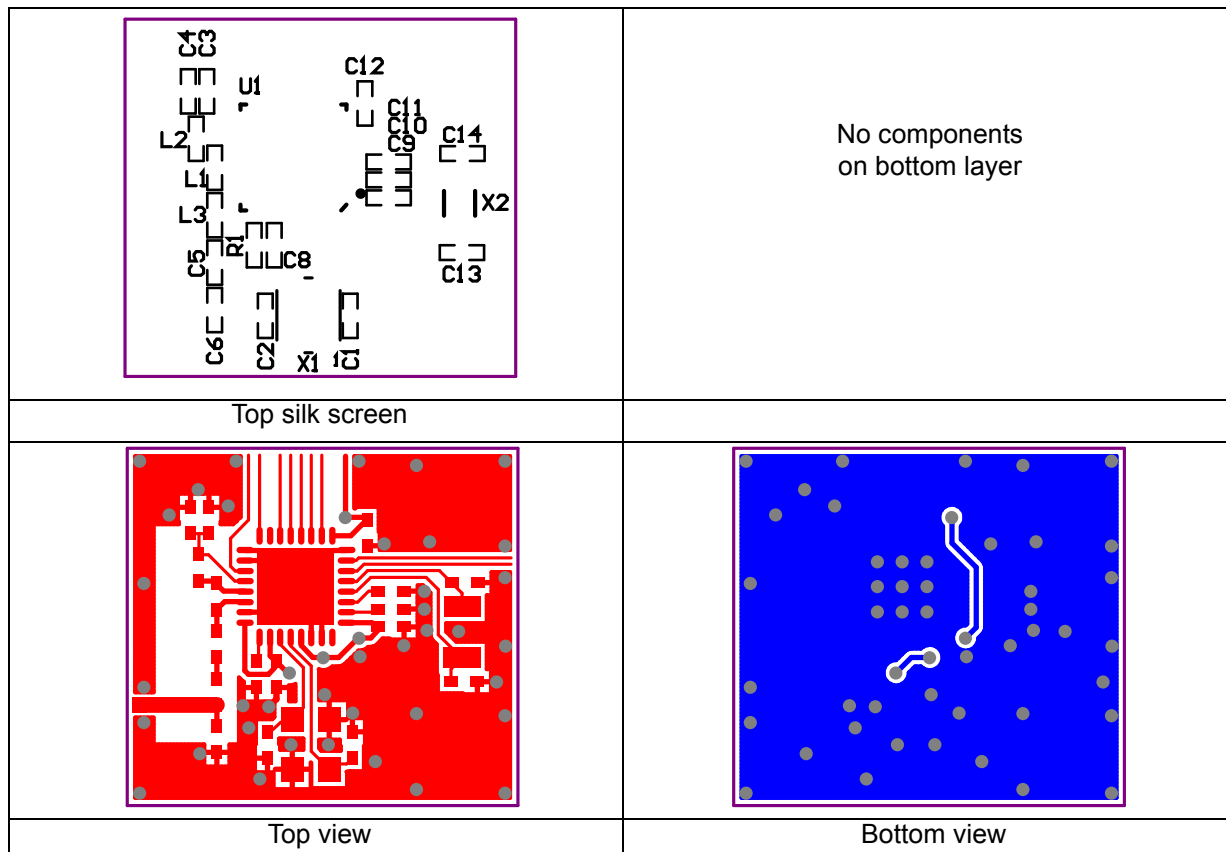 C4
C3
U1
C12
C11
C10
C9
C14
L2
L1
L3
X2
R1
C5
C8
C13
C6
C2
X1
1
C1
No components
on bottom layer
Top silk screen
Top view
Bottom view